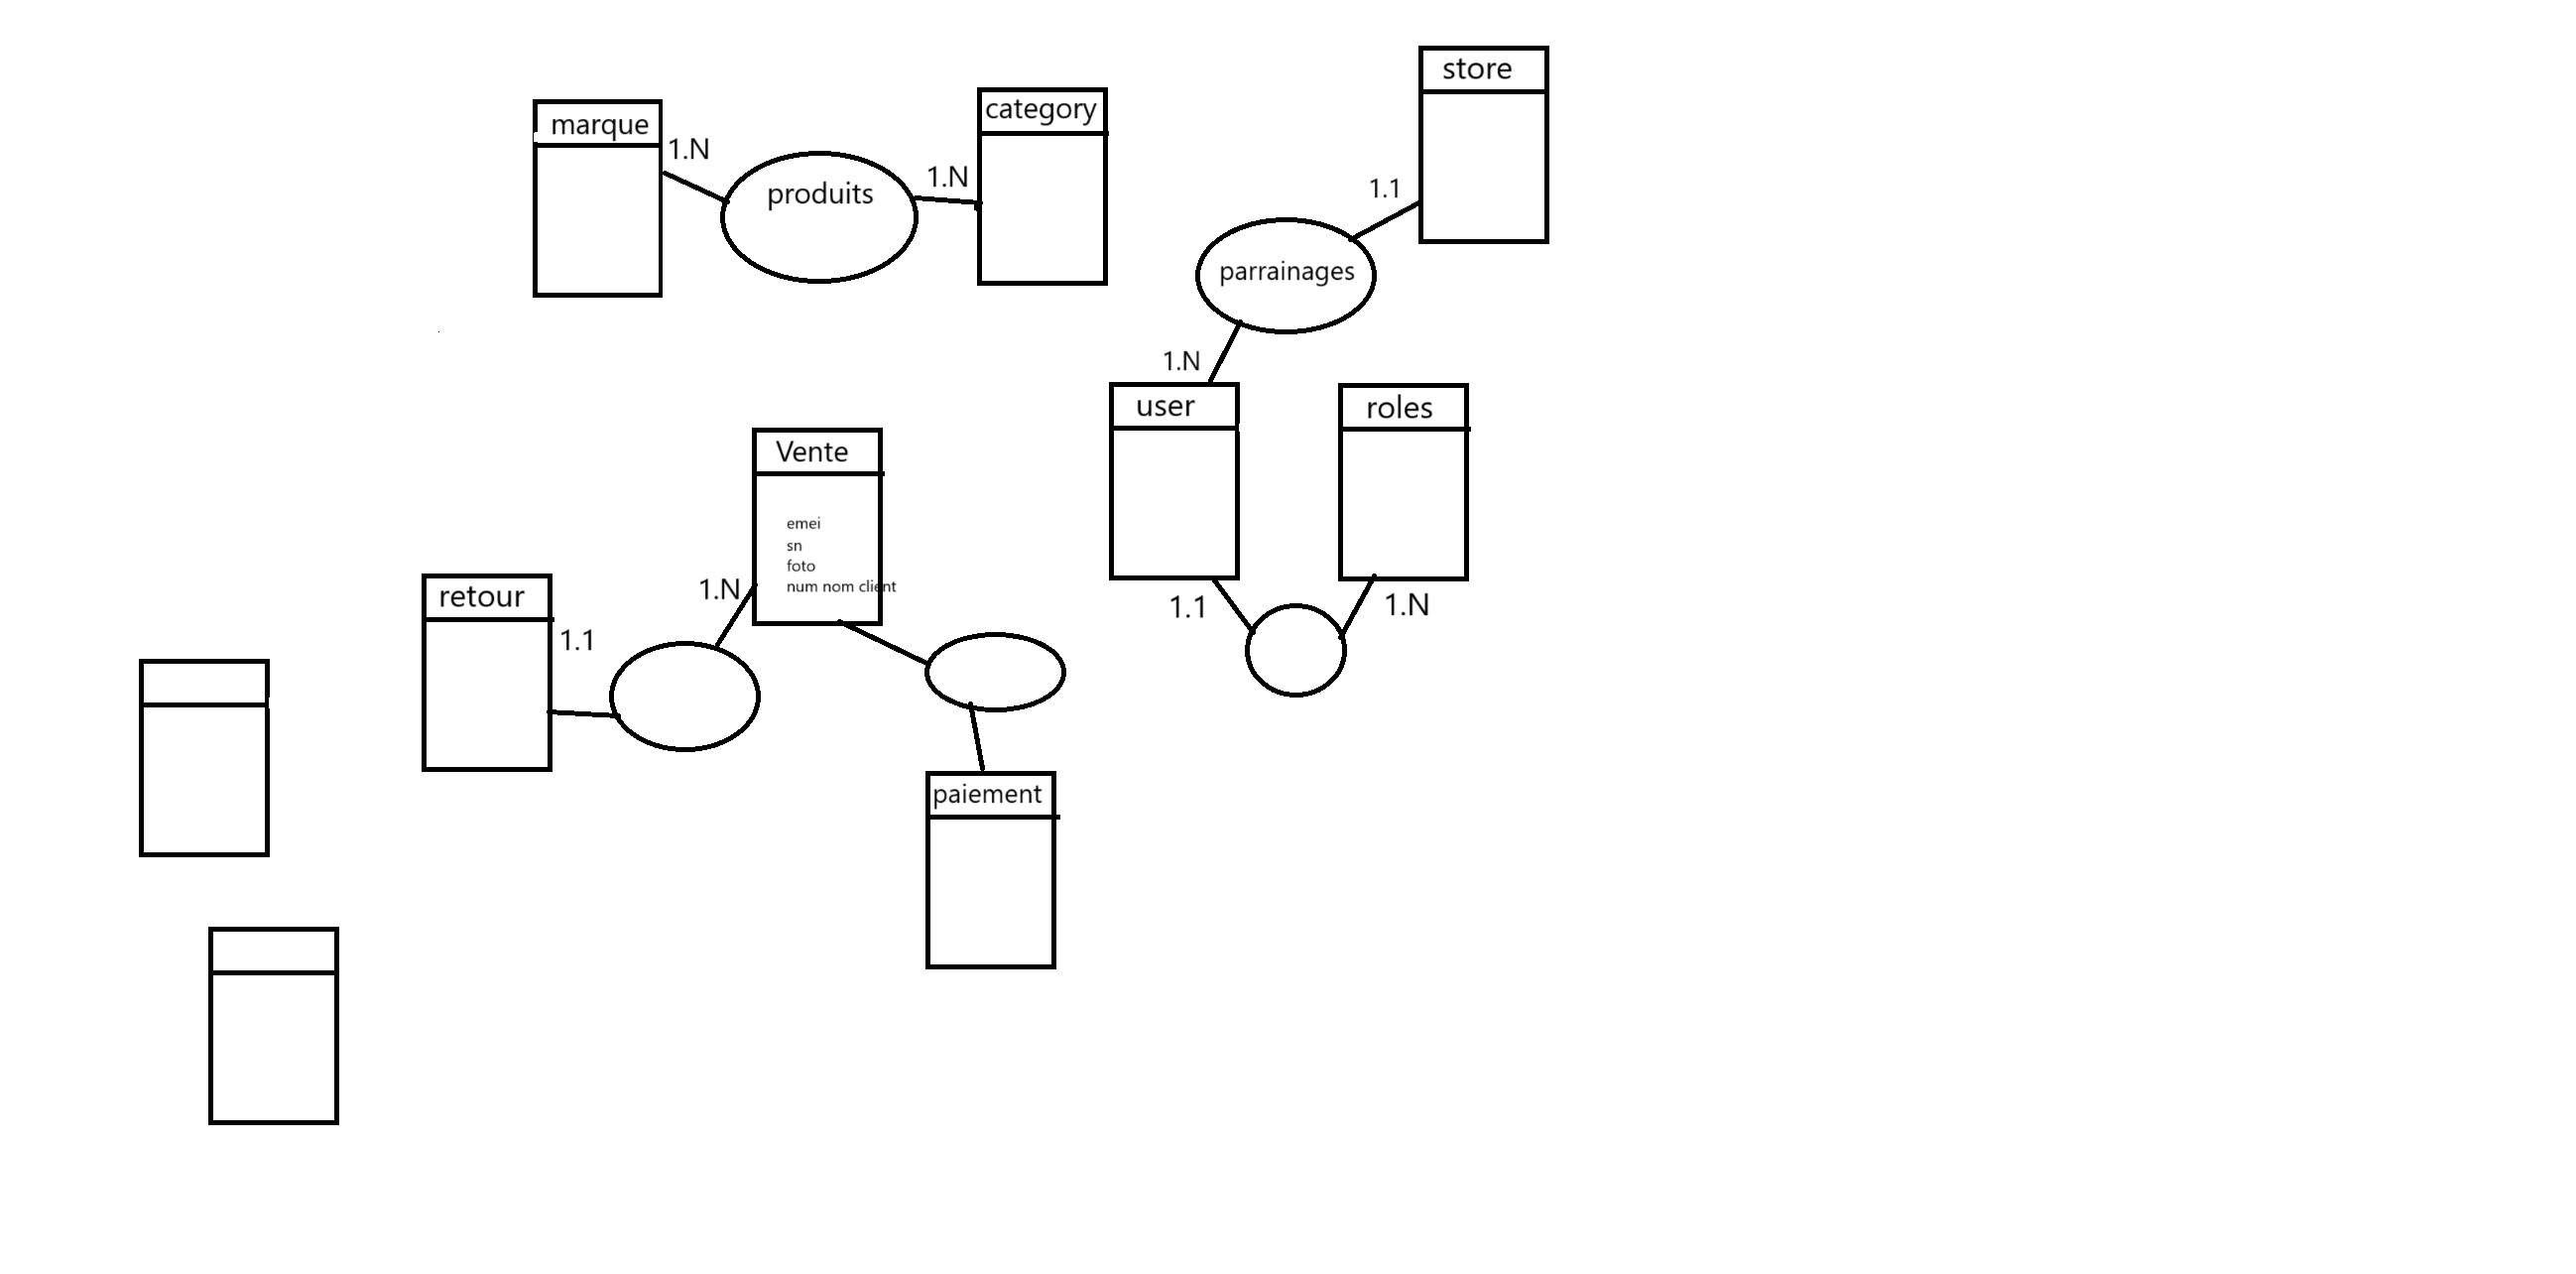 store
category
marque
1.N
1.N
produits
1.1
parrainages
1.N
user
roles
Vente
emei
sn
foto
num nom client
1.N
retour
1.1
1.1
1.N
paiement